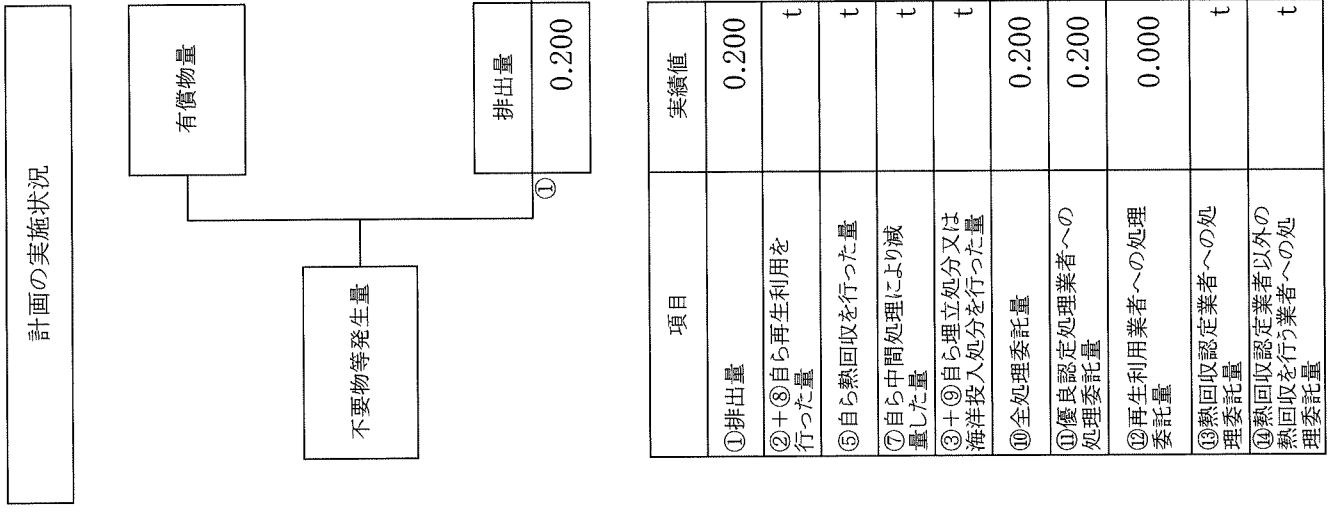 計画の実施状況
有償物量
不要物等発生量
排出量
①
0.200
項目
実績値
①排出量
0.200
②+⑧自ら再生利用を
行った量
t
⑤自ら熱回収を行った量
t
⑦自ら中間処理により減
量した量
t
③+⑨自ら埋立処分又は
海洋投入処分を行った量
t
⑩全処理委託量
0.200
⑪優良認定処理業者への
処理委託量
0.200
⑫再生利用業者への処理
委託量
0.000
⑬熱回収認定業者への処
理委託量
t
⑭熱回収認定業者以外の
熱回収を行う業者への処
理委託量
t